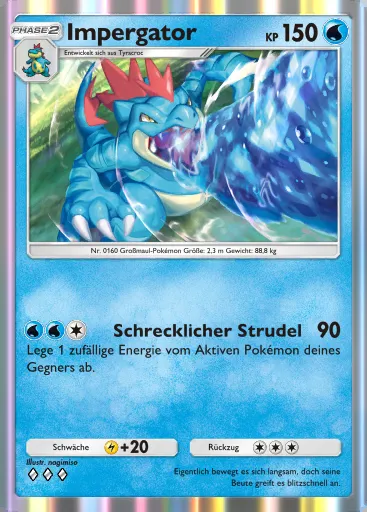 PHASE 2 Impergator KP 150
Entwickelt sich aus Tyracroc
Nr. 0160 Großmaul-Pokémon Größe: 2,3 m Gewicht: 88,8 kg
Schrecklicher Strudel 90
Lege 1 zufällige Energie vom Aktiven Pokémon deines
Gegners ab.
Schwäche +20 Rückzug
Illustr. nagimiso
Eigentlich bewegt es sich langsam, doch seine
Beute greift es blitzschnell an.